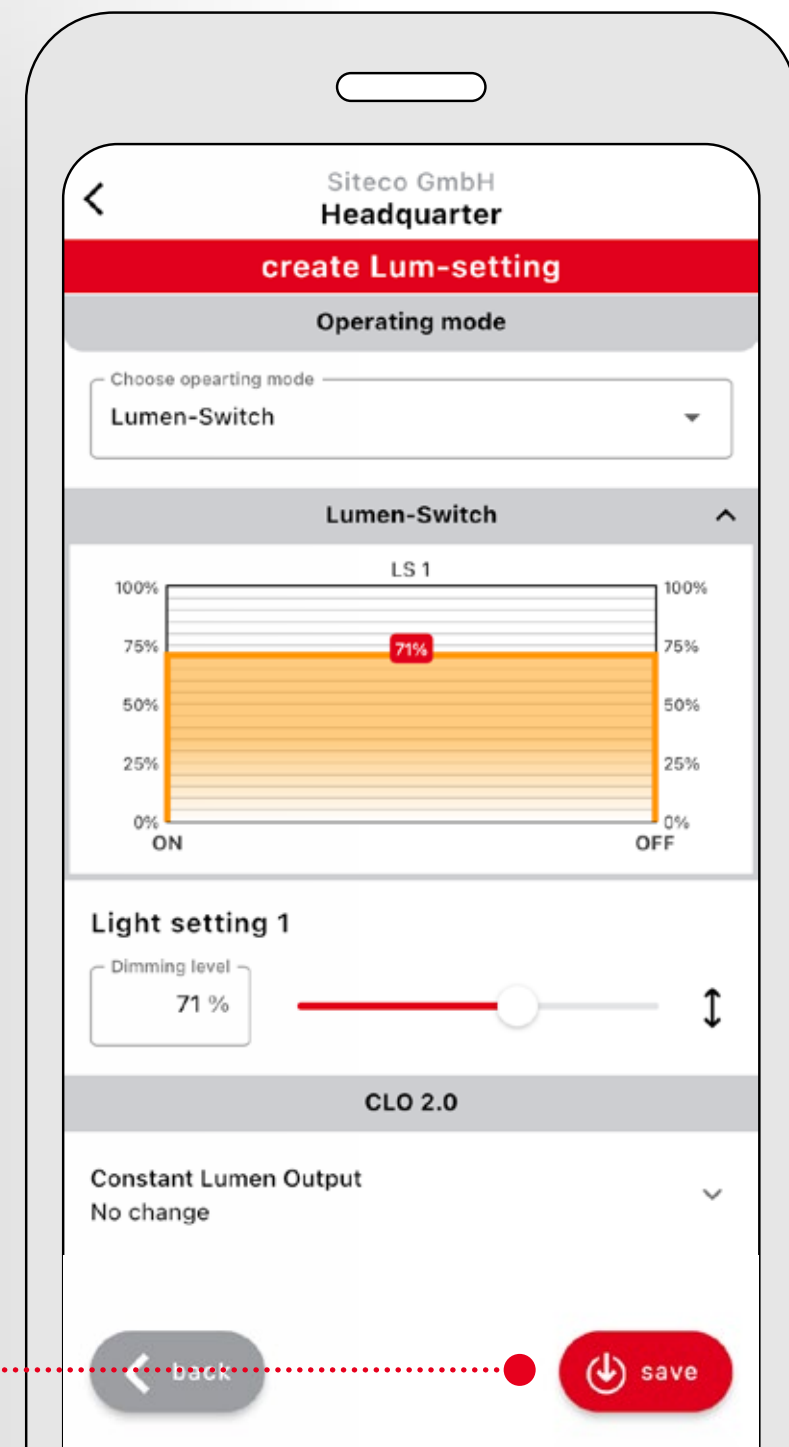 Siteco GmbH
Headquarter
create Lum-setting
Operating mode
Choose opearting mode
Lumen-Switch
Lumen-Switch
LS 1
100% 100%
75% 71% 75%
50% 50%
25% 25%
0% 0%
ON OFF
Light setting 1
Dimming level
71 %
CLO 2.0
Constant Lumen Output
No change
back save